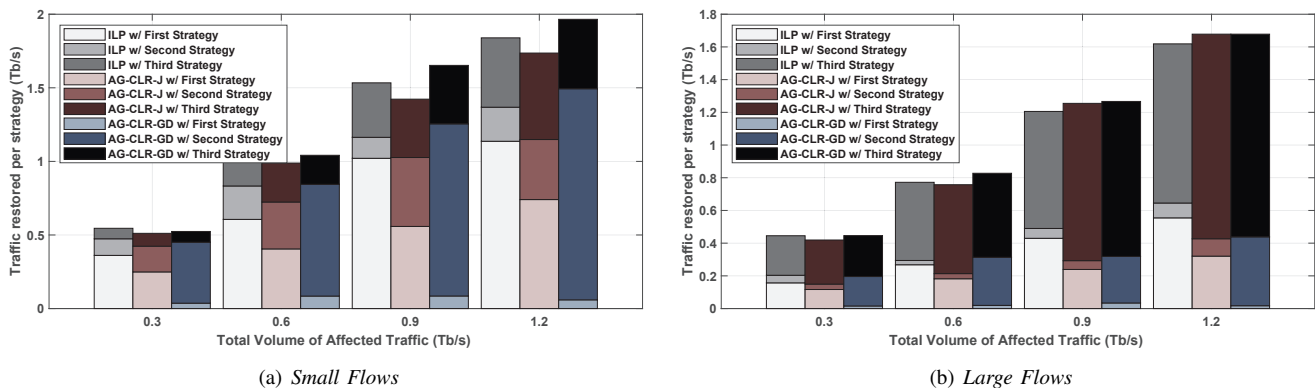 2
1.5
1
0.5
0
Traffic restored per strategy (Tb/s)
ILP w/ First Strategy
ILP w/ Second Strategy
ILP w/ Third Strategy
AG-CLR-J w/ First Strategy
AG-CLR-J w/ Second Strategy
AG-CLR-J w/ Third Strategy
AG-CLR-GD w/ First Strategy
AG-CLR-GD w/ Second Strategy
AG-CLR-GD w/ Third Strategy
0.3 0.6 0.9 1.2
Total Volume of Affected Traffic (Tb/s)
(a) Small Flows
1.8
1.6
1.4
1.2
1
0.8
0.6
0.4
0.2
0
Traffic restored per strategy (Tb/s)
ILP w/ First Strategy
ILP w/ Second Strategy
ILP w/ Third Strategy
AG-CLR-J w/ First Strategy
AG-CLR-J w/ Second Strategy
AG-CLR-J w/ Third Strategy
AG-CLR-GD w/ First Strategy
AG-CLR-GD w/ Second Strategy
AG-CLR-GD w/ Third Strategy
0.3 0.6 0.9 1.2
Total Volume of Affected Traffic (Tb/s)
(b) Large Flows